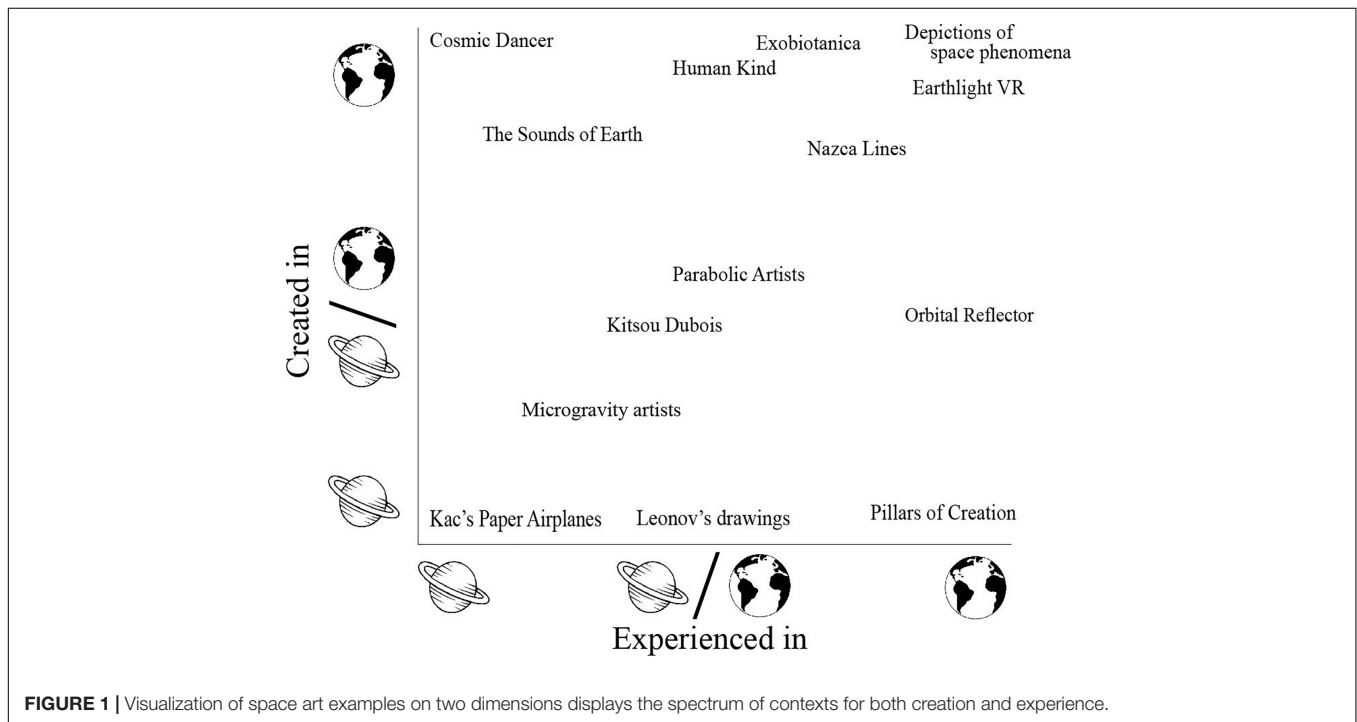 Cosmic Dancer
Exobiotanica
Depictions of
space phenomena
Human Kind
Earthlight VR
The Sounds of Earth
Nazca Lines
Created in
/
Parabolic Artists
Kitsou Dubois
Orbital Reflector
Microgravity artists
Kac's Paper Airplanes
Leonov's drawings
Pillars of Creation
/
Experienced in
FIGURE 1 | Visualization of space art examples on two dimensions displays the spectrum of contexts for both creation and experience.